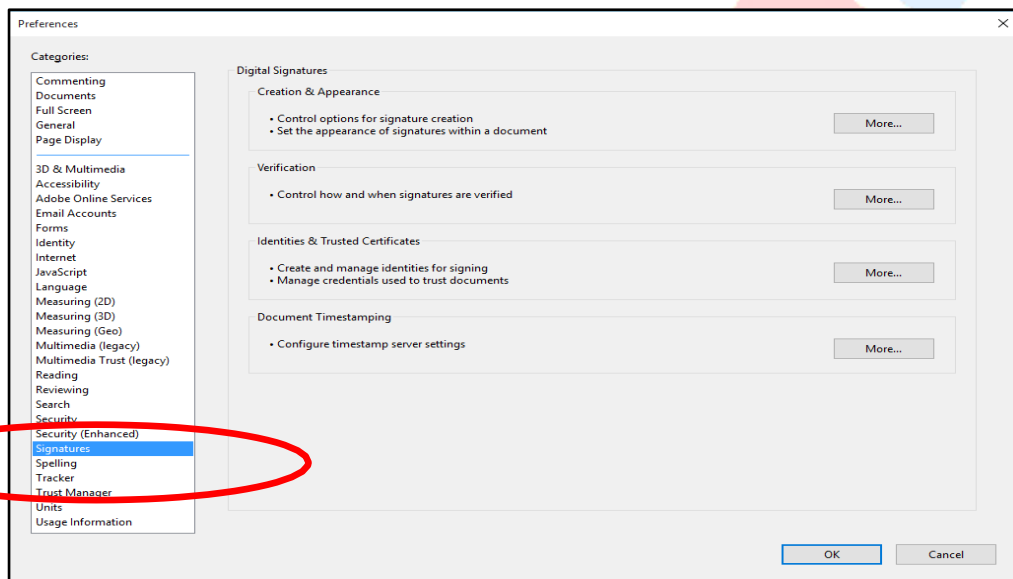 Preferences
Categories:
Commenting
Documents
Full Screen
General
Page Display
3D & Multimedia
Accessibility
Adobe Online Services
Email Accounts
Forms
Identity
Internet
JavaScript
Language
Measuring (2D)
Measuring (3D)
Measuring (Geo)
Multimedia (legacy)
Multimedia Trust (legacy)
Reading
Reviewing
Search
Security
Security (Enhanced)
Signatures
Spelling
Tracker
Trust Manager
Units
Usage Information
Digital Signatures
Creation & Appearance
• Control options for signature creation
• Set the appearance of signatures within a document
More...
Verification
• Control how and when signatures are verified
More...
Identities & Trusted Certificates
• Create and manage identities for signing
• Manage credentials used to trust documents
More...
Document Timestamping
• Configure timestamp server settings
More...
OK
Cancel